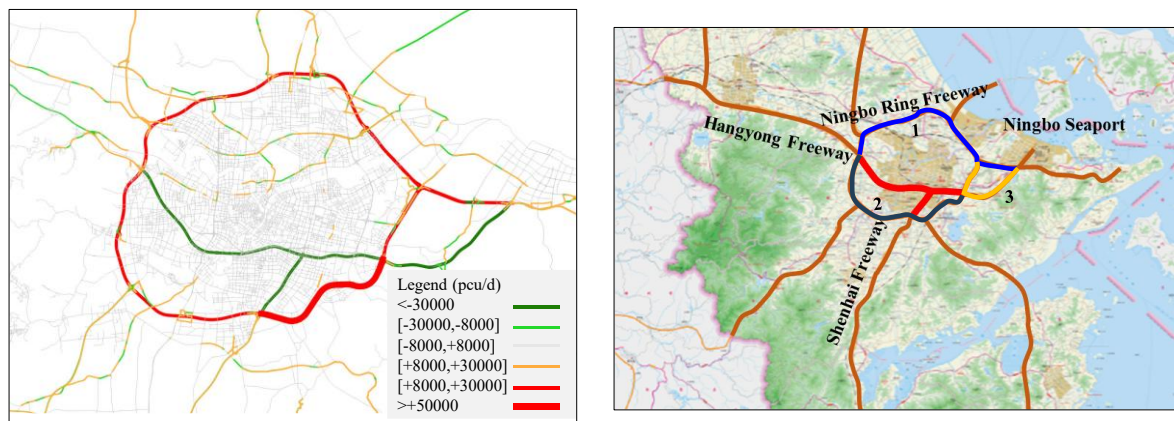 Legend (pcu/d)
<-30000
[-30000,-8000]
[-8000,+8000]
[+8000,+30000]
[+8000,+30000]
>+50000
Ningbo Ring Freeway
1
Ningbo Seaport
Hangyong Freeway
2
3
Shenhai Freeway